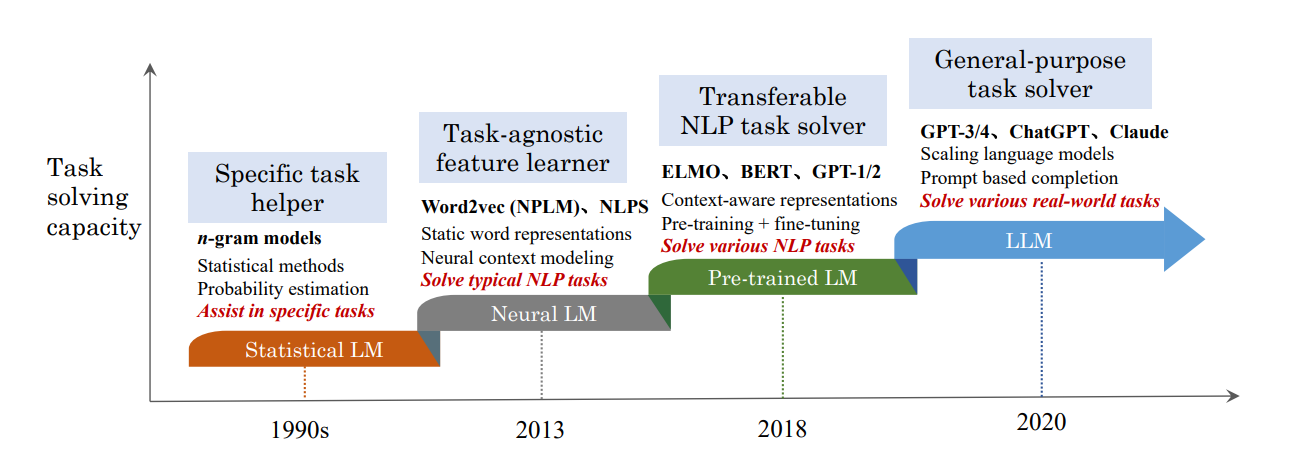 Task
solving
capacity
Specific task
helper
n-gram models
Statistical methods
Probability estimation
Assist in specific tasks
Statistical LM
1990s
Task-agnostic
feature learner
Word2vec (NPLM)、NLPS
Static word representations
Neural context modeling
Solve typical NLP tasks
Neural LM
2013
Transferable
NLP task solver
ELMO、BERT、GPT-1/2
Context-aware representations
Pre-training + fine-tuning
Solve various NLP tasks
Pre-trained LM
2018
General-purpose
task solver
GPT-3/4、ChatGPT、Claude
Scaling language models
Prompt based completion
Solve various real-world tasks
LLM
2020